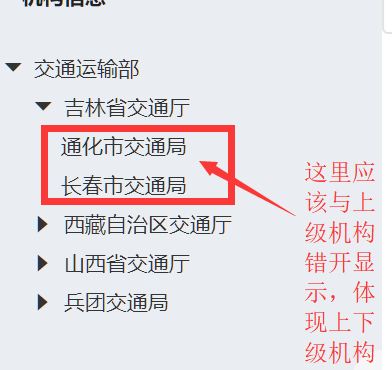 机构信息
交通运输部
吉林省交通厅
通化市交通局
长春市交通局
西藏自治区交通厅
山西省交通厅
兵团交通局
这里应
该与上
级机构
错开显
示，体
现上下
级机构